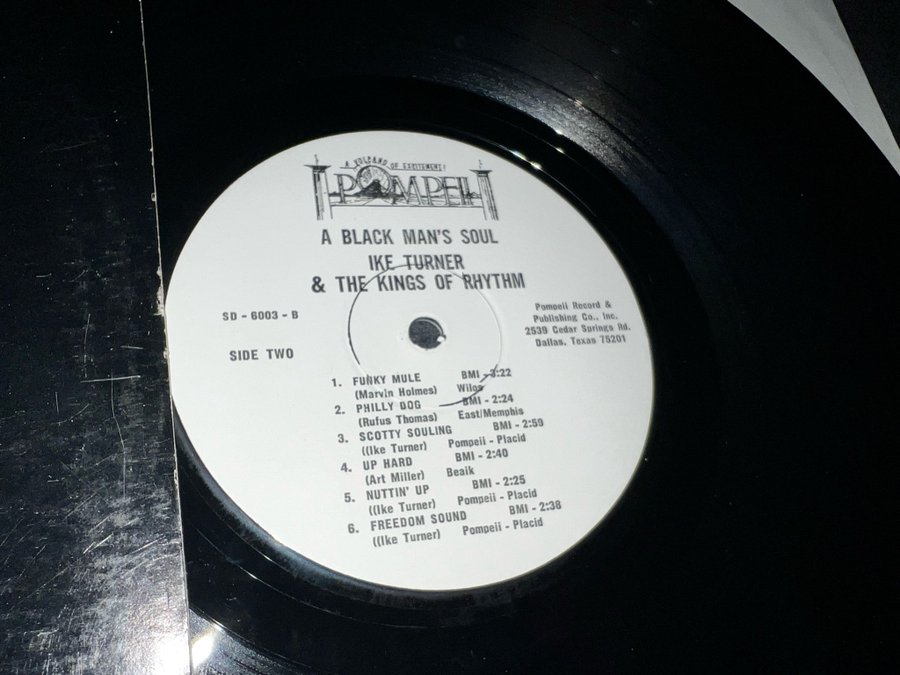 A VOLCANO OF EXCITEMENT!
POMPEII
A BLACK MAN'S SOUL
IKE TURNER
& THE KINGS OF RHYTHM
SD - 6003 - B
SIDE TWO
Pompeii Record &
Publishing Co., Inc.
2539 Cedar Springs Rd.
Dallas, Texas 75201
1. FUNKY MULE BMI - 3:22
(Marvin Holmes) Wilos
2. PHILLY DOG BMI - 2:24
(Rufus Thomas) East/Memphis
3. SCOTTY SOULING BMI - 2:59
((Ike Turner) Pompeii - Placid
4. UP HARD BMI - 2:40
(Art Miller) Beaik
5. NUTTIN' UP BMI - 2:25
((Ike Turner) Pompeii - Placid
6. FREEDOM SOUND BMI - 2:38
((Ike Turner) Pompeii - Placid